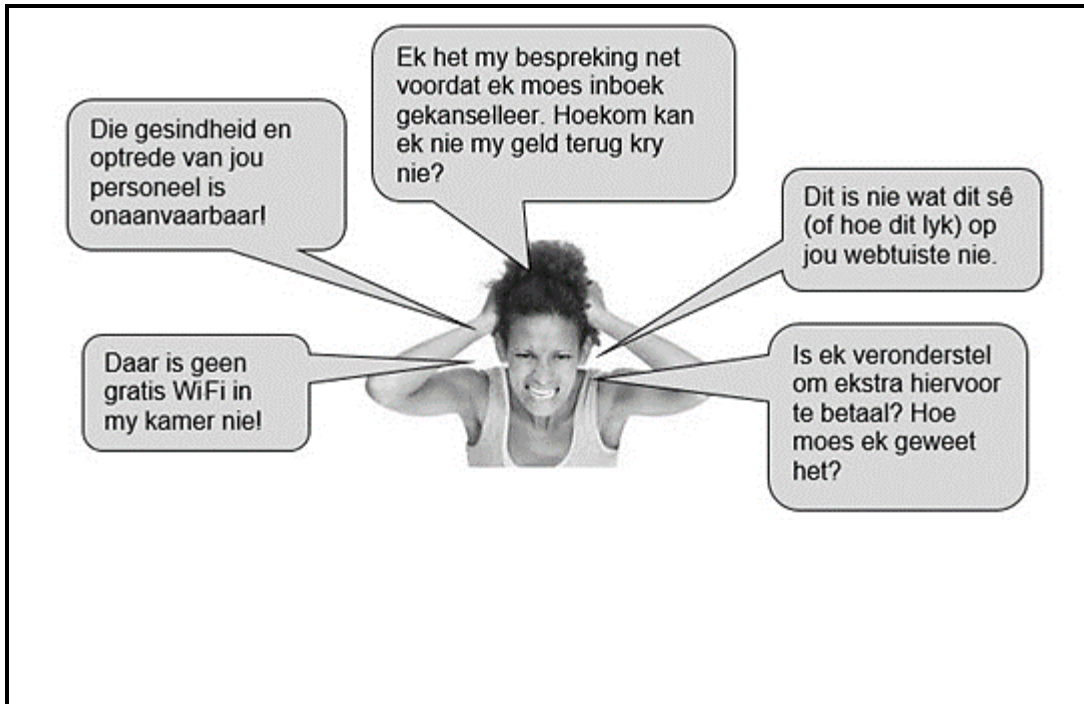 Ek het my bespreking net
voordat ek moes inboek
gekanselleer. Hoekom kan
ek nie my geld terug kry
nie?
Die gesindheid en
optrede van jou
personeel is
onaanvaarbaar!
Dit is nie wat dit sê
(of hoe dit lyk) op
jou webtuiste nie.
Daar is geen
gratis WiFi in
my kamer nie!
Is ek veronderstel
om ekstra hiervoor
te betaal? Hoe
moes ek geweet
het?